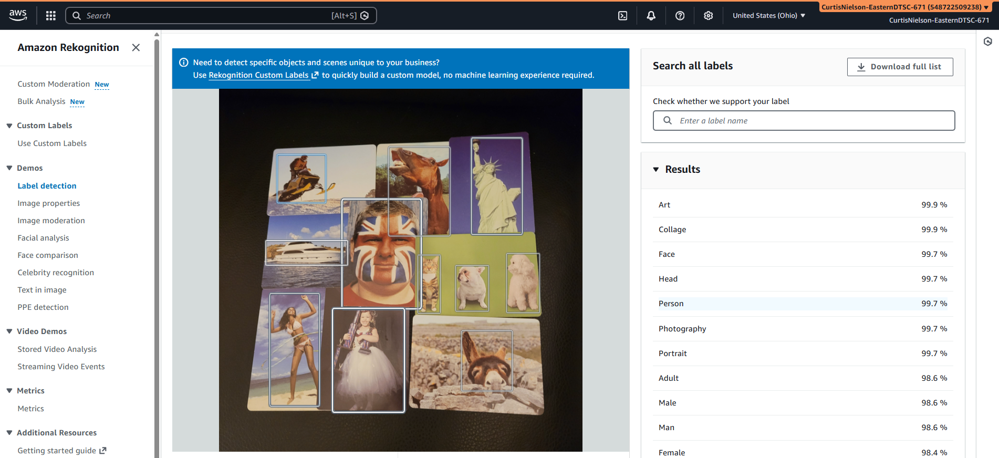 aws
Search
[Alt+S]
United States (Ohio)
CurtisNielson-EasternDTSC-671 (548722509238)
CurtisNielson-EasternDTSC-671
Amazon Rekognition
Custom Moderation New
Bulk Analysis New
Custom Labels
Use Custom Labels
Demos
Label detection
Image properties
Image moderation
Facial analysis
Face comparison
Celebrity recognition
Text in image
PPE detection
Video Demos
Stored Video Analysis
Streaming Video Events
Metrics
Metrics
Additional Resources
Getting started guide
Need to detect specific objects and scenes unique to your business?
Use Rekognition Custom Labels to quickly build a custom model, no machine learning experience required.
Search all labels
Download full list
Check whether we support your label
Enter a label name
Results
Art 99.9 %
Collage 99.9 %
Face 99.7 %
Head 99.7 %
Person 99.7 %
Photography 99.7 %
Portrait 99.7 %
Adult 98.6 %
Male 98.6 %
Man 98.6 %
Female 98.4 %